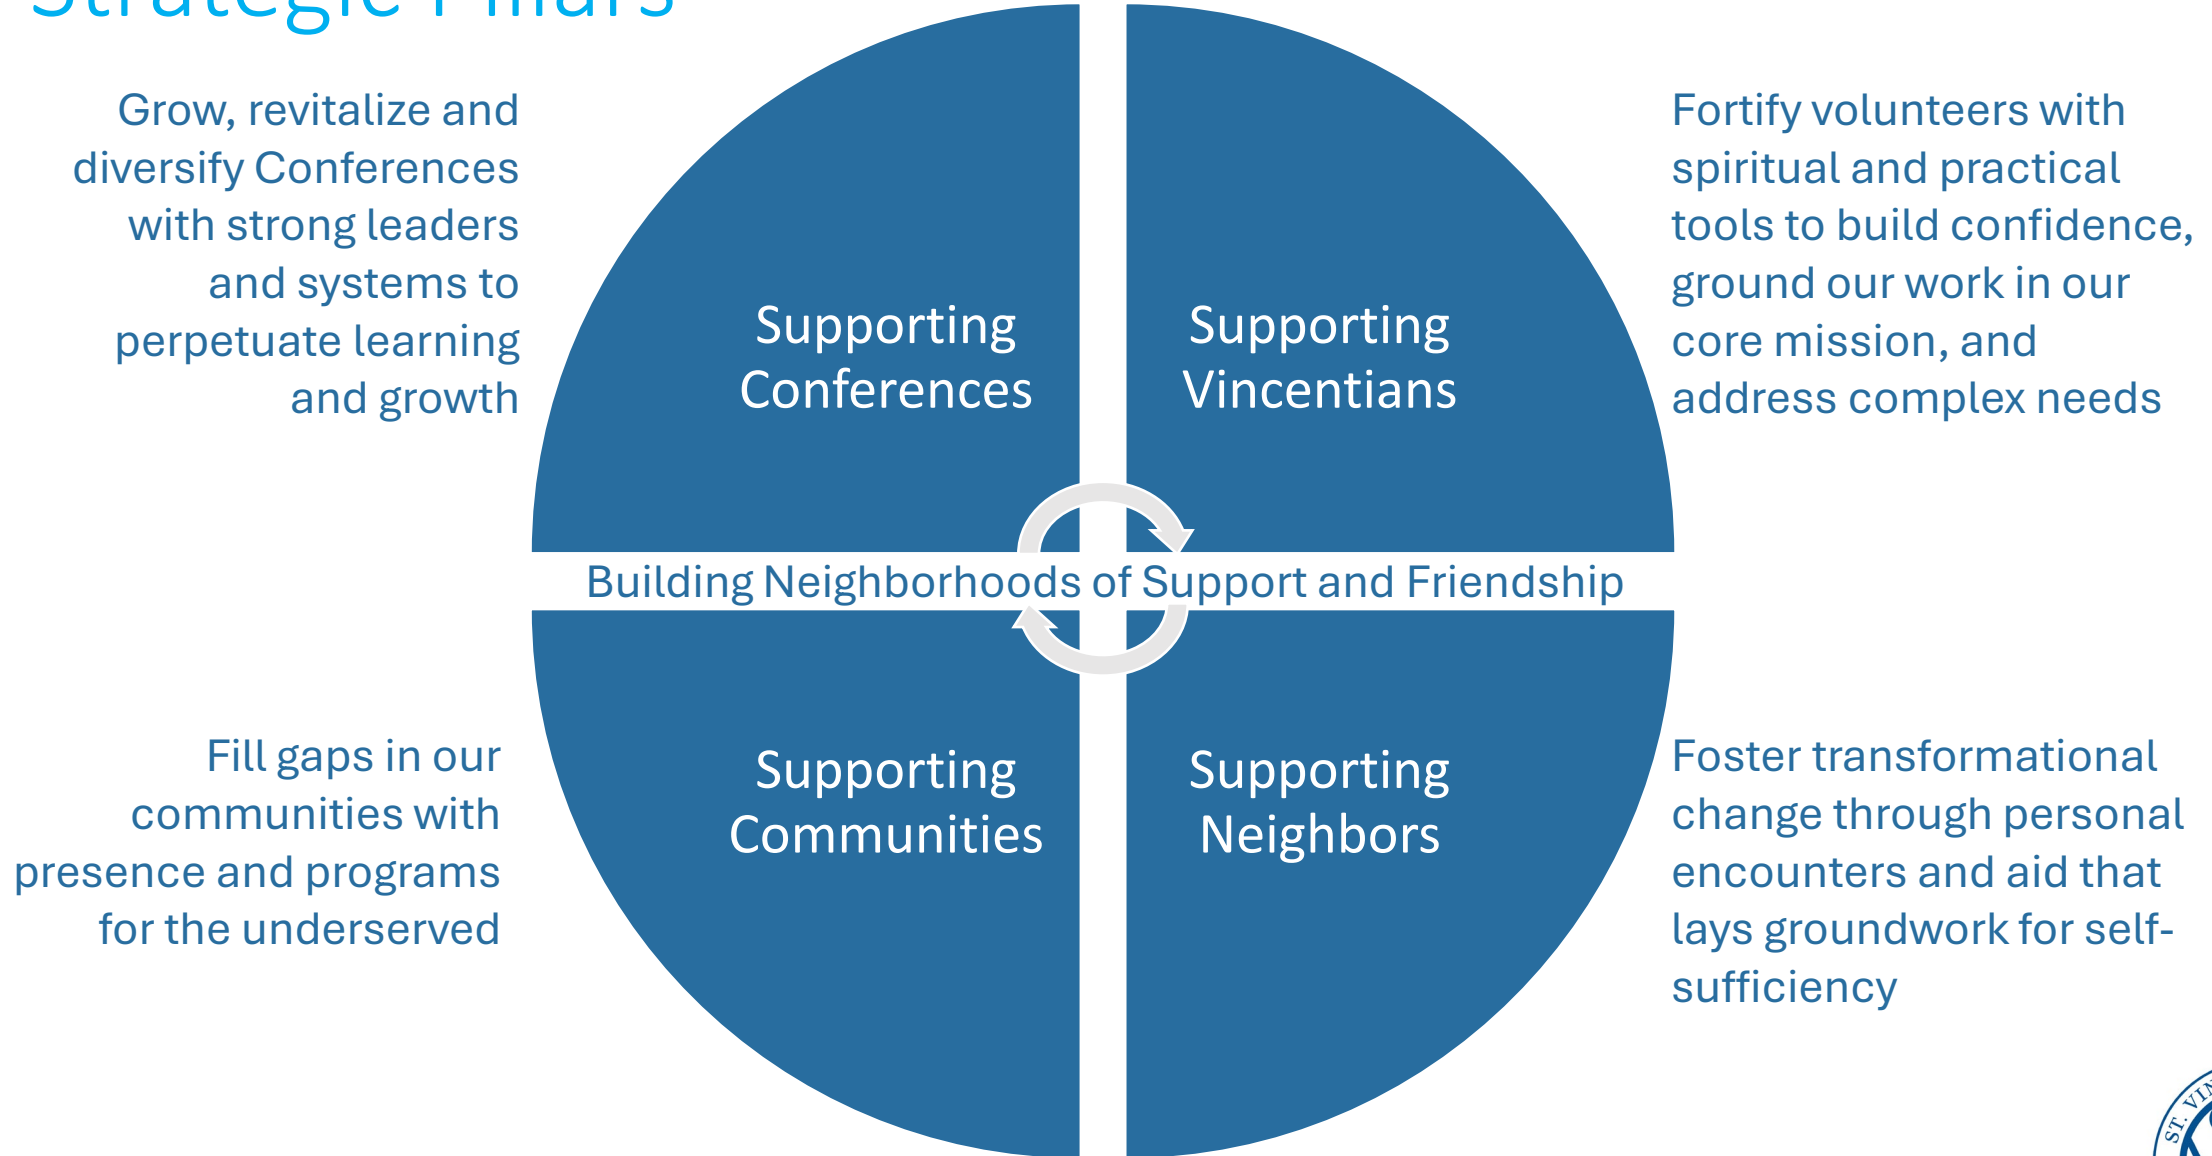 Strategic Pillars
Grow, revitalize and
diversify Conferences
with strong leaders
and systems to
perpetuate learning
and growth
Supporting
Conferences
Supporting
Vincentians
Fortify volunteers with
spiritual and practical
tools to build confidence,
ground our work in our
core mission, and
address complex needs
Building Neighborhoods of Support and Friendship
Fill gaps in our
communities with
presence and programs
for the underserved
Supporting
Communities
Supporting
Neighbors
Foster transformational
change through personal
encounters and aid that
lays groundwork for self-
sufficiency
ST.